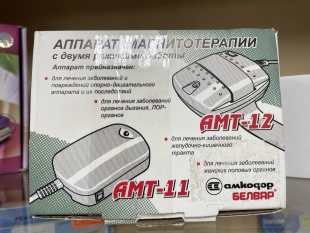 АППАРАТ МАГНИТОТЕРАПИИ
с двумя режимами работы
Аппарат предназначен:
для лечения заболеваний и
повреждений опорно-двигательного
аппарата и их последствий
для лечения заболеваний
органов дыхания, ЛОР-
органов
АМТ-12
для лечения заболеваний
желудочно-кишечного
тракта
для лечения заболеваний
женских половых органов
АМТ-11
амкодор
БЕЛВАР